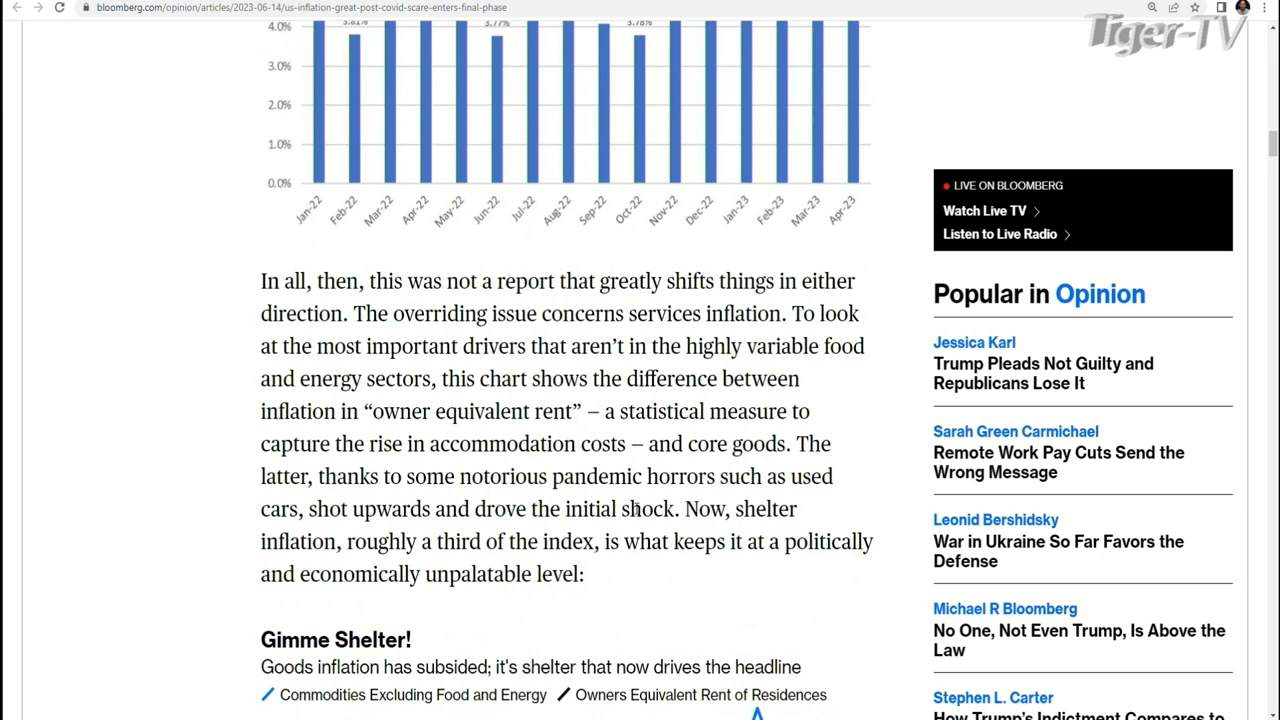 bloomberg.com/opinion/articles/2023-06-14/us-inflation-great-post-covid-scare-enters-final-phase
Tiger-TV
4.0%
3.81%
3.77%
3.78%
3.0%
2.0%
1.0%
0.0%
Jan-22
Feb-22
Mar-22
Apr-22
May-22
Jun-22
Jul-22
Aug-22
Sep-22
Oct-22
Nov-22
Dec-22
Jan-23
Feb-23
Mar-23
Apr-23
In all, then, this was not a report that greatly shifts things in either
direction. The overriding issue concerns services inflation. To look
at the most important drivers that aren’t in the highly variable food
and energy sectors, this chart shows the difference between
inflation in “owner equivalent rent” – a statistical measure to
capture the rise in accommodation costs – and core goods. The
latter, thanks to some notorious pandemic horrors such as used
cars, shot upwards and drove the initial shock. Now, shelter
inflation, roughly a third of the index, is what keeps it at a politically
and economically unpalatable level:
Gimme Shelter!
Goods inflation has subsided; it's shelter that now drives the headline
Commodities Excluding Food and Energy Owners Equivalent Rent of Residences
LIVE ON BLOOMBERG
Watch Live TV
Listen to Live Radio
Popular in Opinion
Jessica Karl
Trump Pleads Not Guilty and
Republicans Lose It
Sarah Green Carmichael
Remote Work Pay Cuts Send the
Wrong Message
Leonid Bershidsky
War in Ukraine So Far Favors the
Defense
Michael R Bloomberg
No One, Not Even Trump, Is Above the
Law
Stephen L. Carter
How Trump's Indictment Compares to